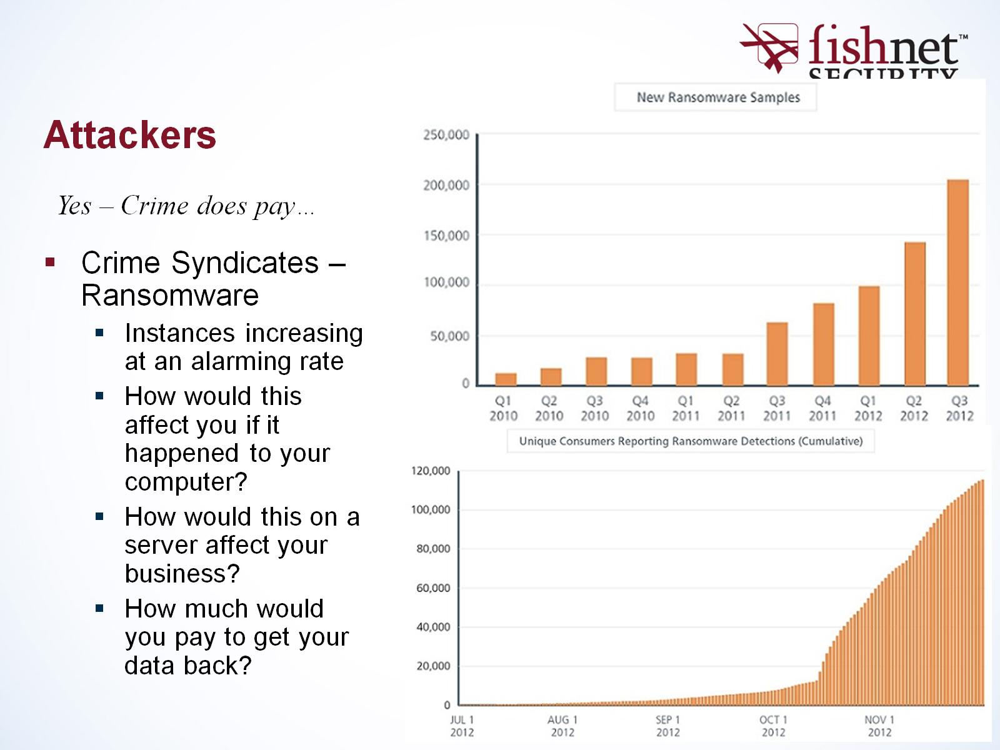 fishnet™
SECURITY
Attackers
Yes – Crime does pay…
▪ Crime Syndicates –
Ransomware
▪ Instances increasing
at an alarming rate
▪ How would this
affect you if it
happened to your
computer?
▪ How would this on a
server affect your
business?
▪ How much would
you pay to get your
data back?
New Ransomware Samples
250,000
200,000
150,000
100,000
50,000
0
Q1 Q2 Q3 Q4 Q1 Q2 Q3 Q4 Q1 Q2 Q3
2010 2010 2010 2010 2011 2011 2011 2011 2012 2012 2012
Unique Consumers Reporting Ransomware Detections (Cumulative)
120,000
100,000
80,000
60,000
40,000
20,000
0
JUL 1 AUG 1 SEP 1 OCT 1 NOV 1
2012 2012 2012 2012 2012